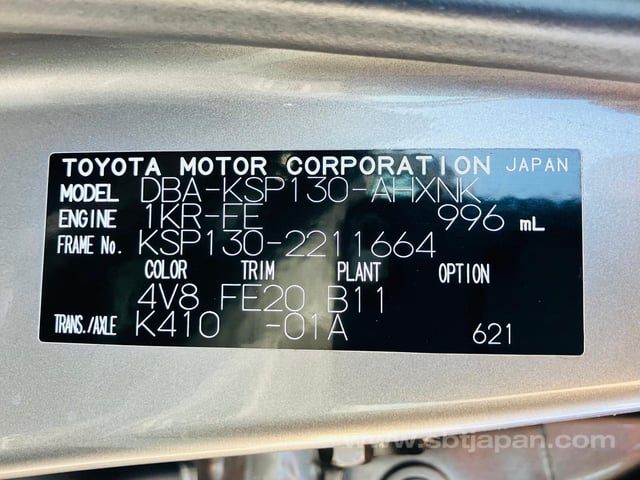 TOYOTA MOTOR CORPORATION JAPAN
MODEL DBA-KSP130-AHXNK
ENGINE 1KR-FE 996 mL
FRAME No. KSP130-2211664
COLOR TRIM PLANT OPTION
4V8 FE20 B11
TRANS./AXLE K410 -01A 621
www.sbtjapan.com